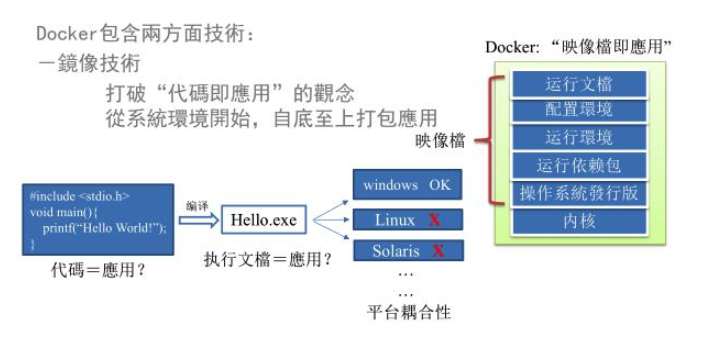 Docker包含兩方面技術：
－鏡像技術
打破“代碼即應用”的觀念
從系統環境開始，自底至上打包應用
Docker: “映像檔即應用”
运行文檔
配置環境
运行環境
运行依赖包
操作系統發行版
内核
映像檔
#include <stdio.h>
void main(){
printf(“Hello World!”);
}
代碼＝應用？
编译
Hello.exe
执行文檔＝應用？
windows OK
Linux X
Solaris X
…
…
平台耦合性